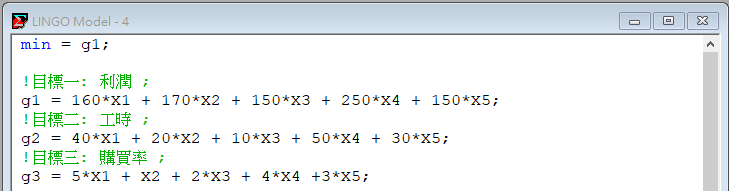 LINGO Model - 4
min = g1;
!目標一: 利潤 ;
g1 = 160*X1 + 170*X2 + 150*X3 + 250*X4 + 150*X5;
!目標二: 工時 ;
g2 = 40*X1 + 20*X2 + 10*X3 + 50*X4 + 30*X5;
!目標三: 購買率 ;
g3 = 5*X1 + X2 + 2*X3 + 4*X4 +3*X5;